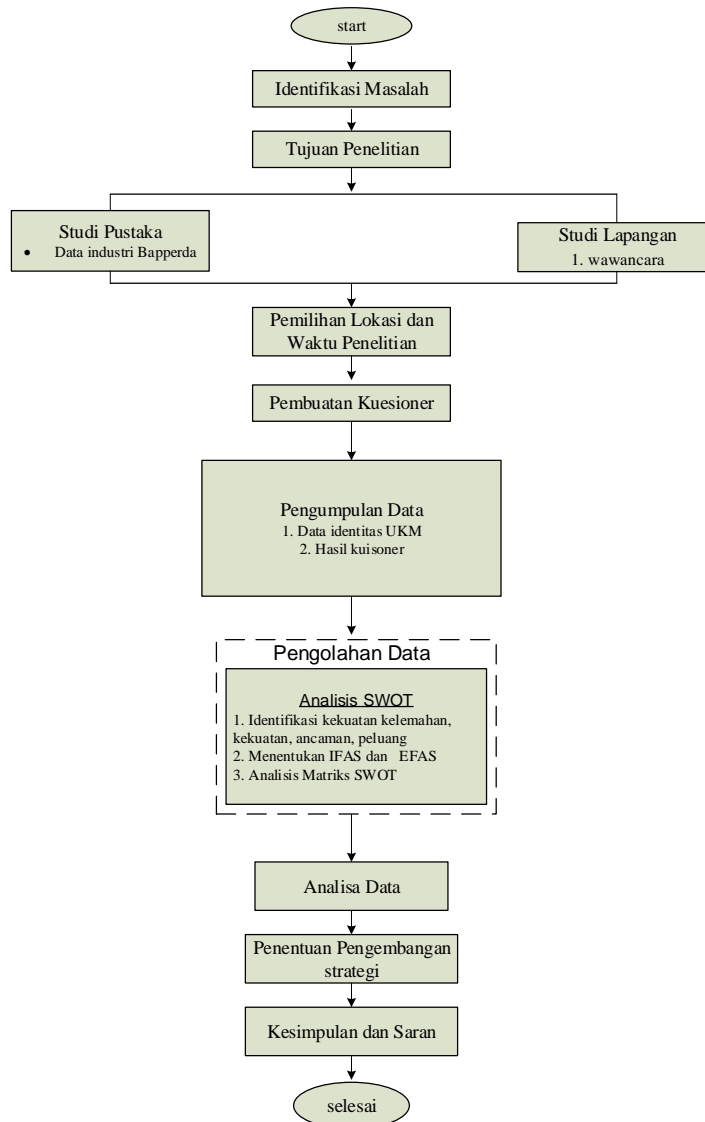 start
Identifikasi Masalah
Tujuan Penelitian
Studi Pustaka
• Data industri Bapperda
Studi Lapangan
1. wawancara
Pemilihan Lokasi dan
Waktu Penelitian
Pembuatan Kuesioner
Pengumpulan Data
1. Data identitas UKM
2. Hasil kuisoner
Pengolahan Data
Analisis SWOT
1. Identifikasi kekuatan kelemahan,
kekuatan, ancaman, peluang
2. Menentukan IFAS dan EFAS
3. Analisis Matriks SWOT
Analisa Data
Penentuan Pengembangan
strategi
Kesimpulan dan Saran
selesai